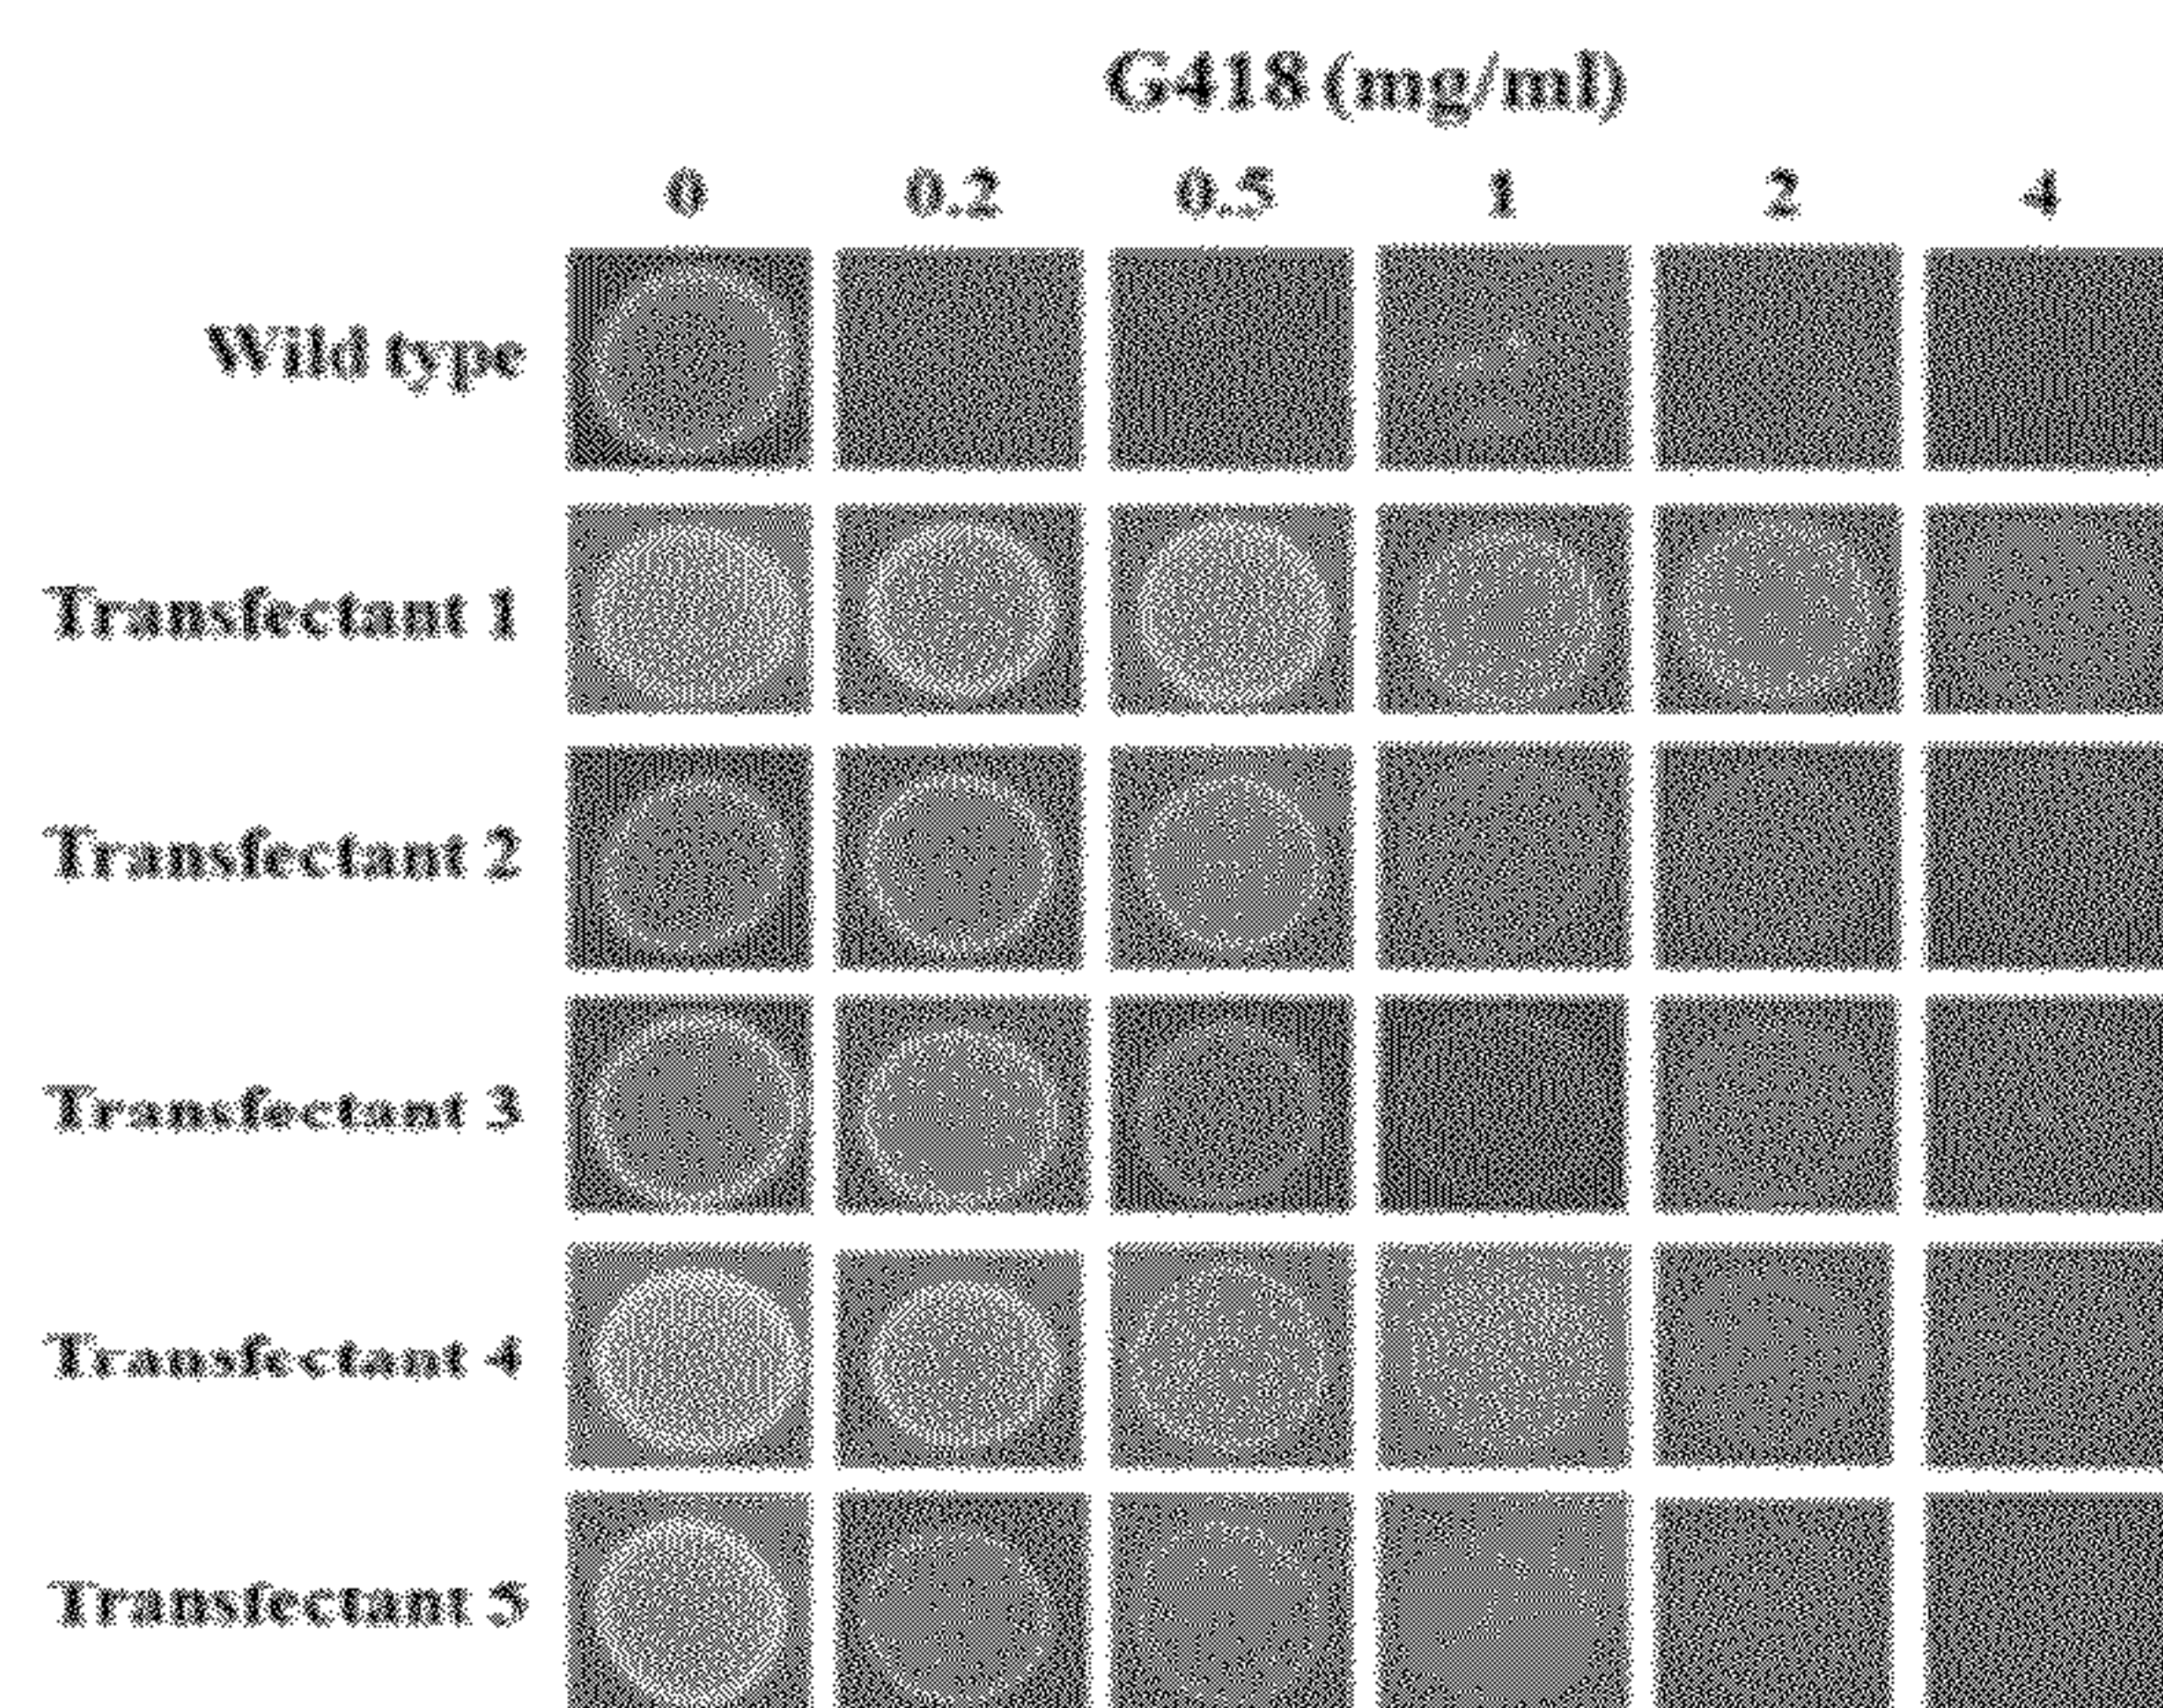 G418 (mg/ml)
0 0.2 0.5 1 2 4
Wild type
Transfectant 1
Transfectant 2
Transfectant 3
Transfectant 4
Transfectant 5